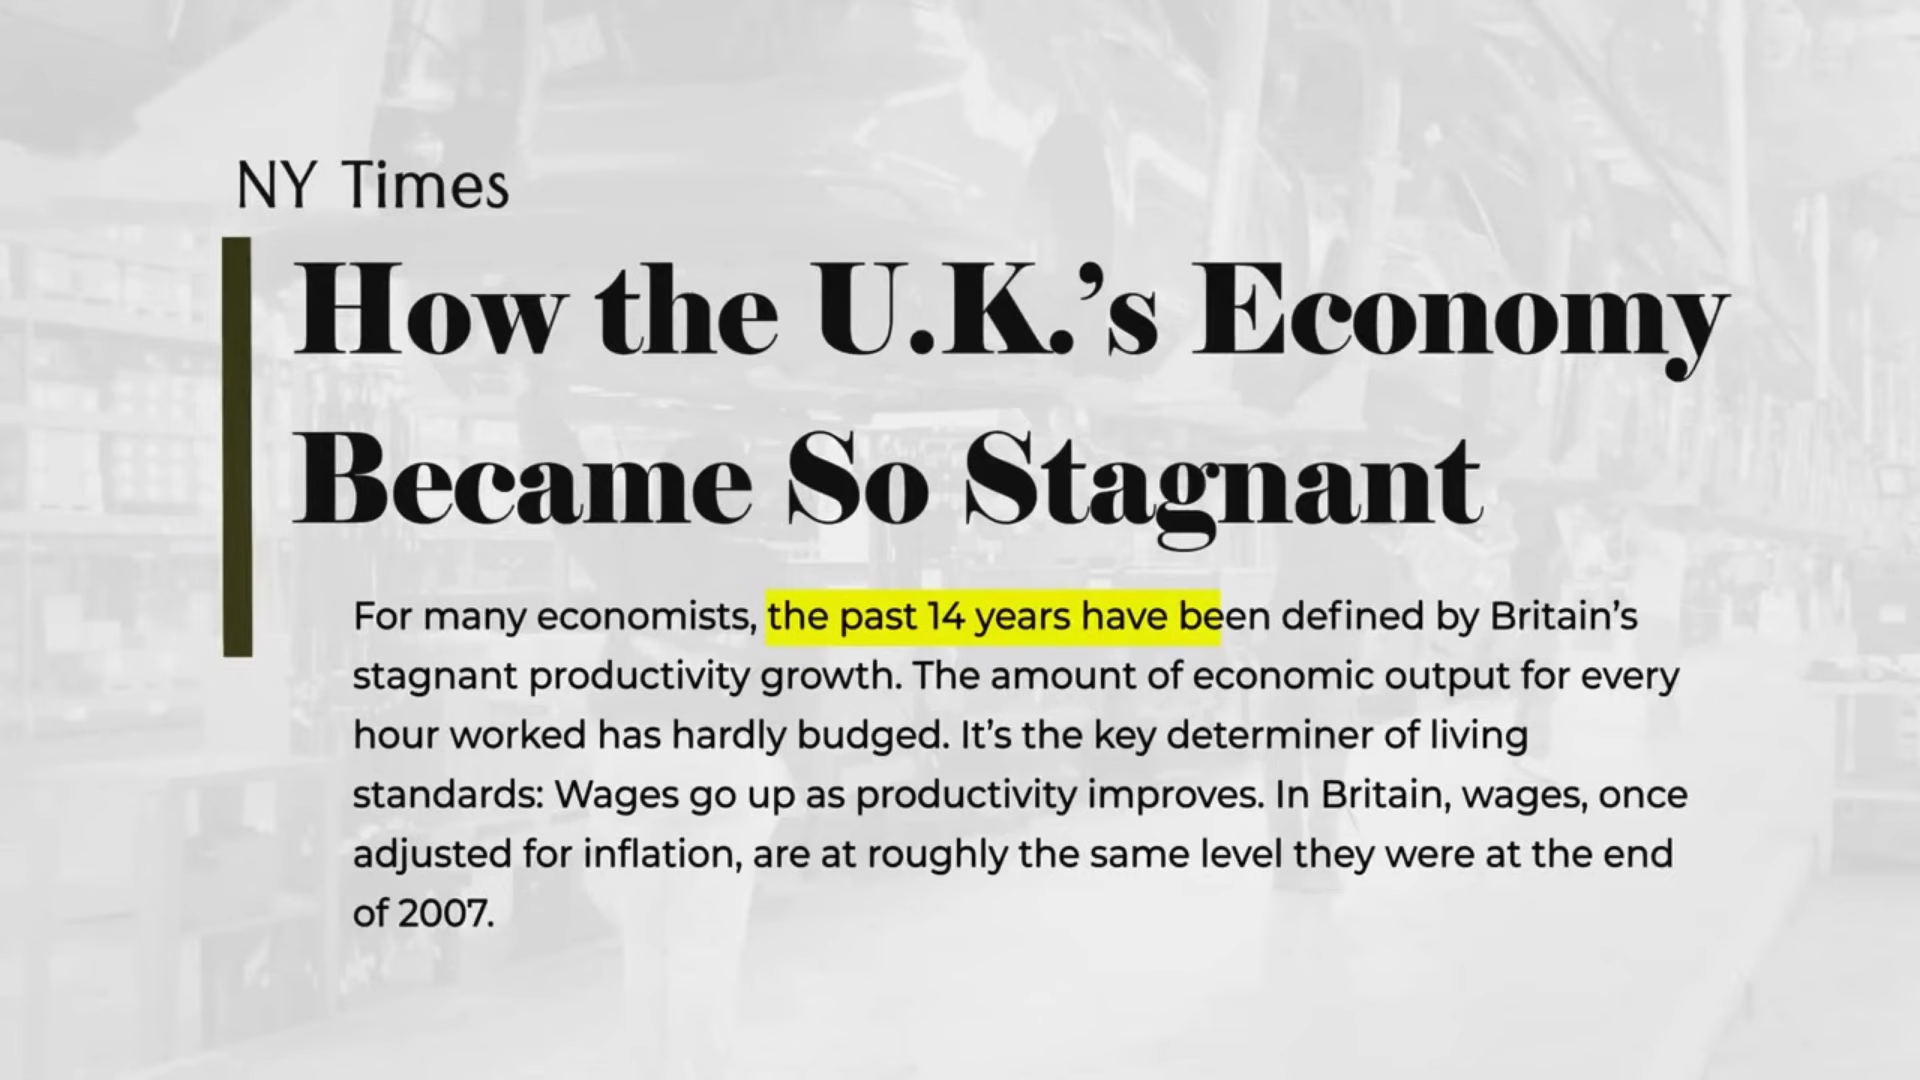 NY Times
How the U.K.’s Economy
Became So Stagnant
For many economists, the past 14 years have been defined by Britain’s
stagnant productivity growth. The amount of economic output for every
hour worked has hardly budged. It’s the key determiner of living
standards: Wages go up as productivity improves. In Britain, wages, once
adjusted for inflation, are at roughly the same level they were at the end
of 2007.